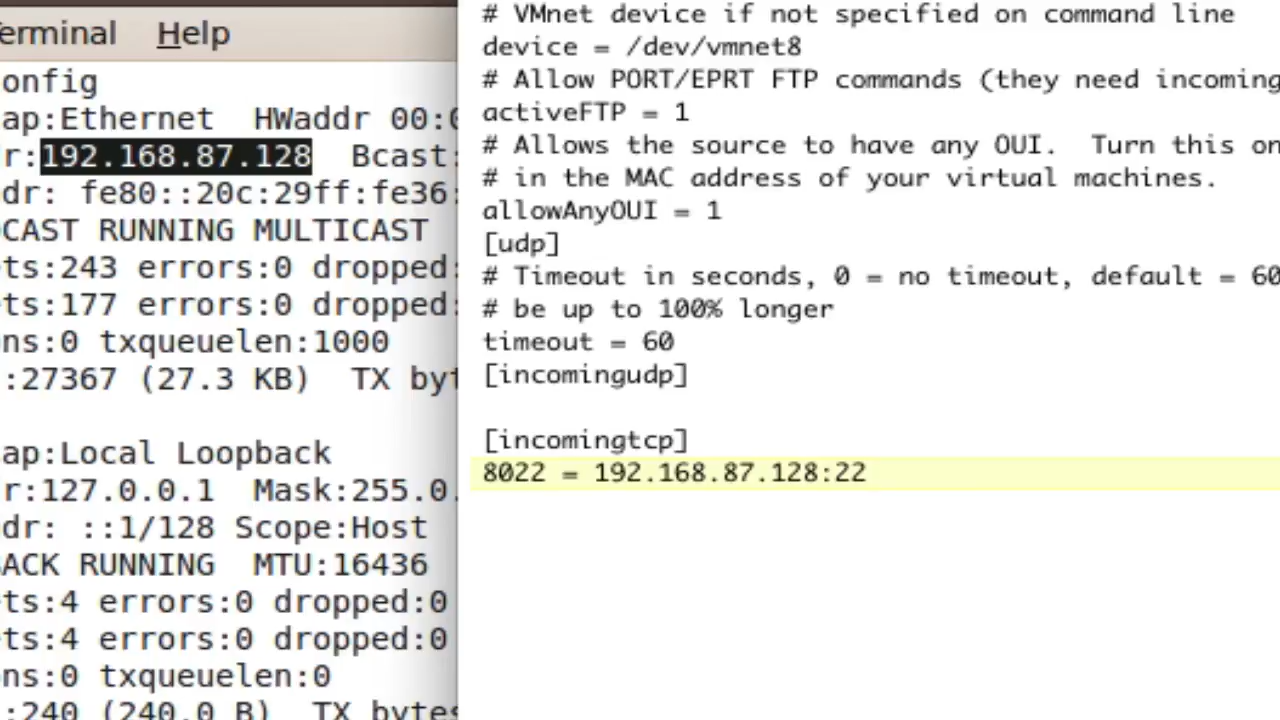 erminal Help
onfig
ap:Ethernet HWaddr 00:0
r:192.168.87.128 Bcast:
dr: fe80::20c:29ff:fe36:
CAST RUNNING MULTICAST
ts:243 errors:0 dropped:
ts:177 errors:0 dropped:
ns:0 txqueuelen:1000
:27367 (27.3 KB) TX byt
ap:Local Loopback
r:127.0.0.1 Mask:255.0.
dr: ::1/128 Scope:Host
ACK RUNNING MTU:16436
ts:4 errors:0 dropped:0
ts:4 errors:0 dropped:0
ns:0 txqueuelen:0
:240 (240.0 B) TX bytes
# VMnet device if not specified on command line
device = /dev/vmnet8
# Allow PORT/EPRT FTP commands (they need incoming
activeFTP = 1
# Allows the source to have any OUI. Turn this on
# in the MAC address of your virtual machines.
allowAnyOUI = 1
[udp]
# Timeout in seconds, 0 = no timeout, default = 60
# be up to 100% longer
timeout = 60
[incomingudp]
[incomingtcp]
8022 = 192.168.87.128:22